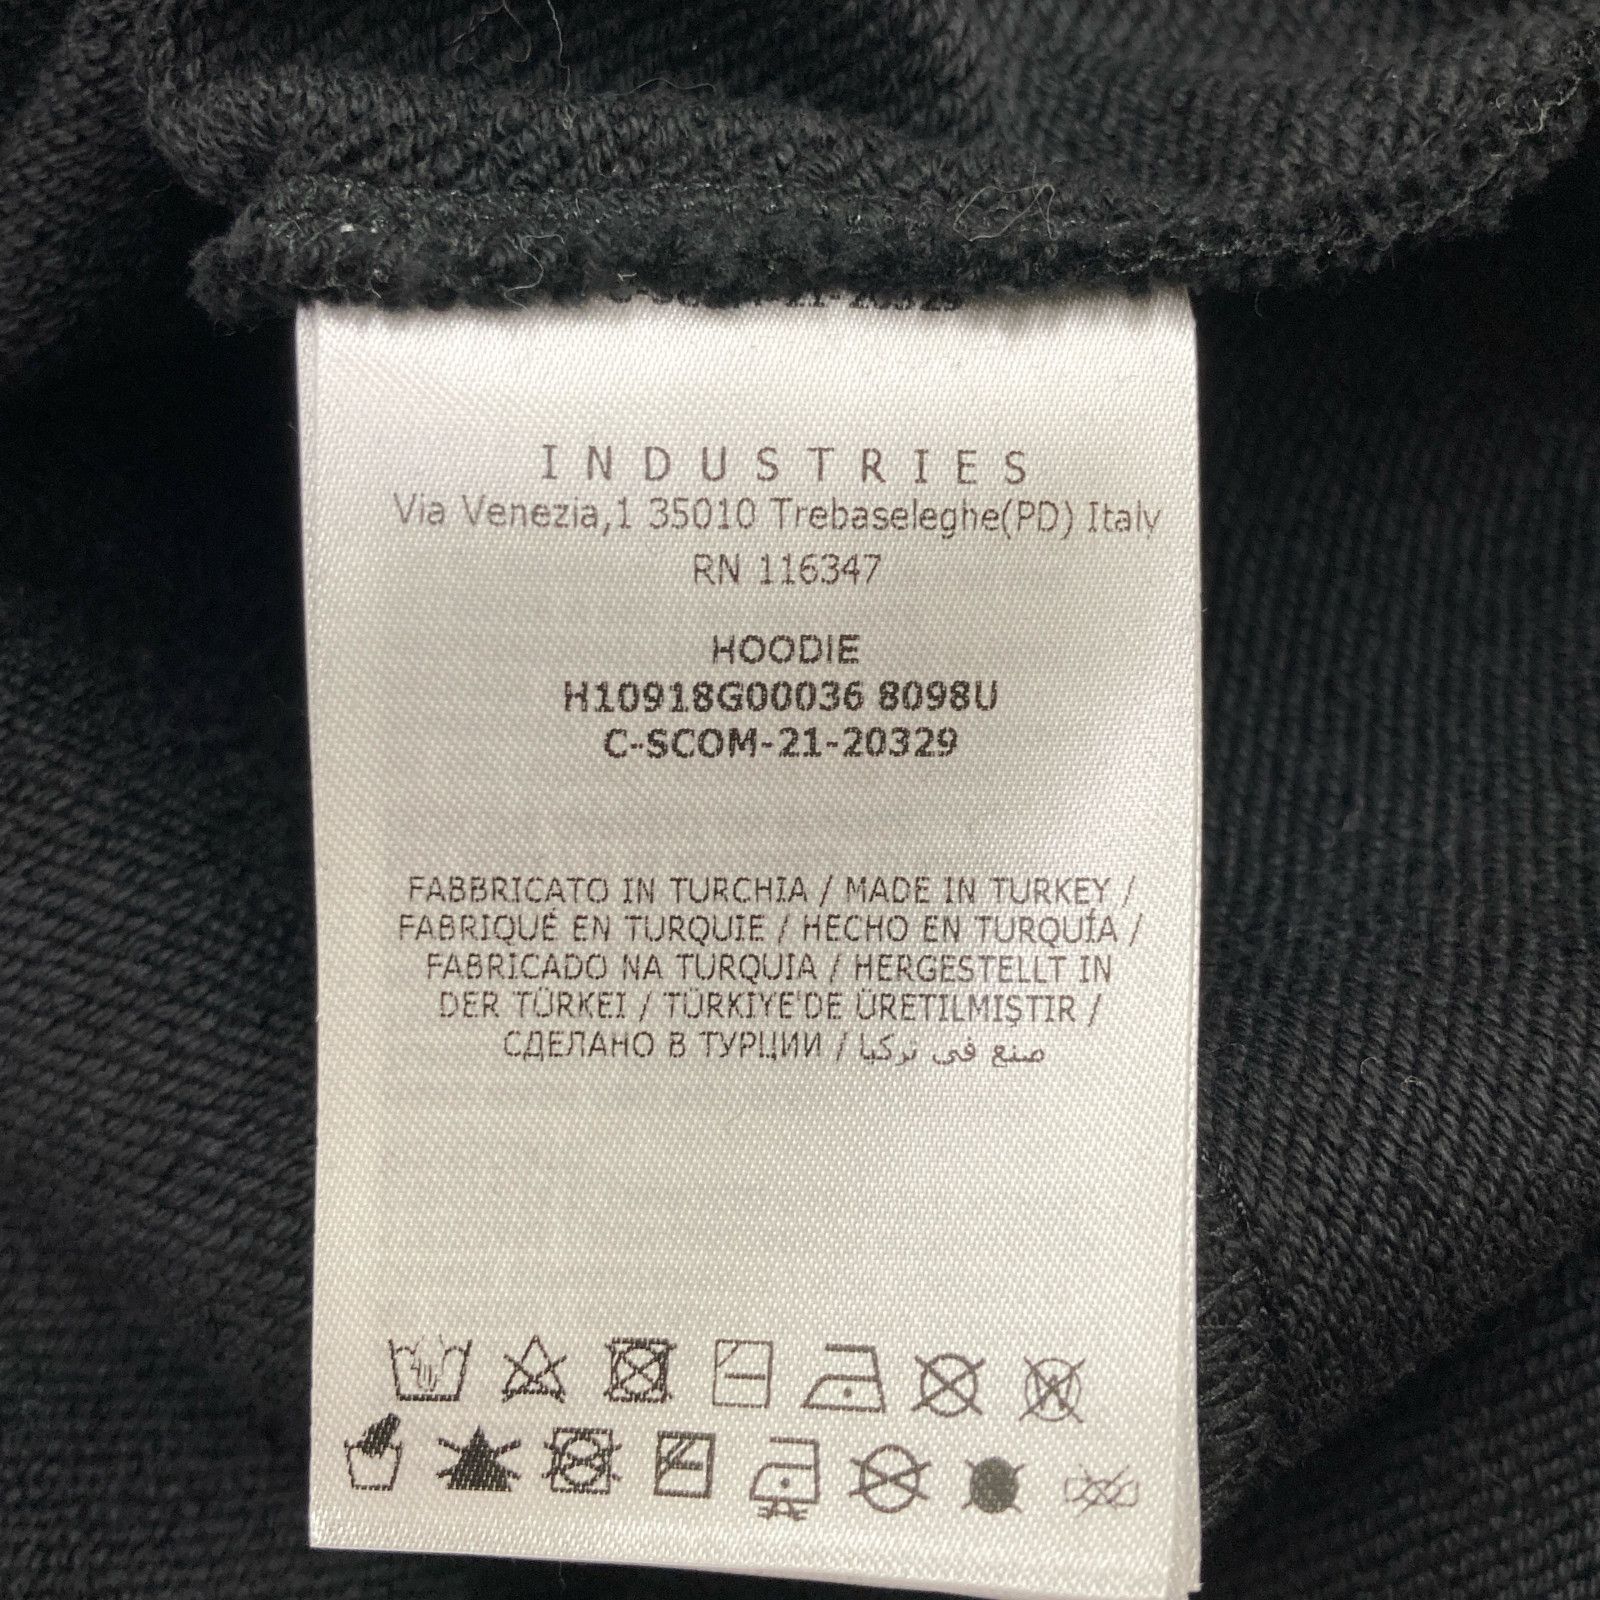 INDUSTRIES
Via Venezia,1 35010 Trebaseleghe(PD) Italy
RN 116347
HOODIE
H10918G00036 8098U
C-SCOM-21-20329
FABBRICATO IN TURCHIA / MADE IN TURKEY /
FABRIQUÉ EN TURQUIE / HECHO EN TURQUÍA /
FABRICADO NA TURQUIA / HERGESTELLT IN
DER TÜRKEI / TÜRKIYE'DE ÜRETILMIŞTIR /
СДЕЛАНО В ТУРЦИИ / صنع في تركيا
W